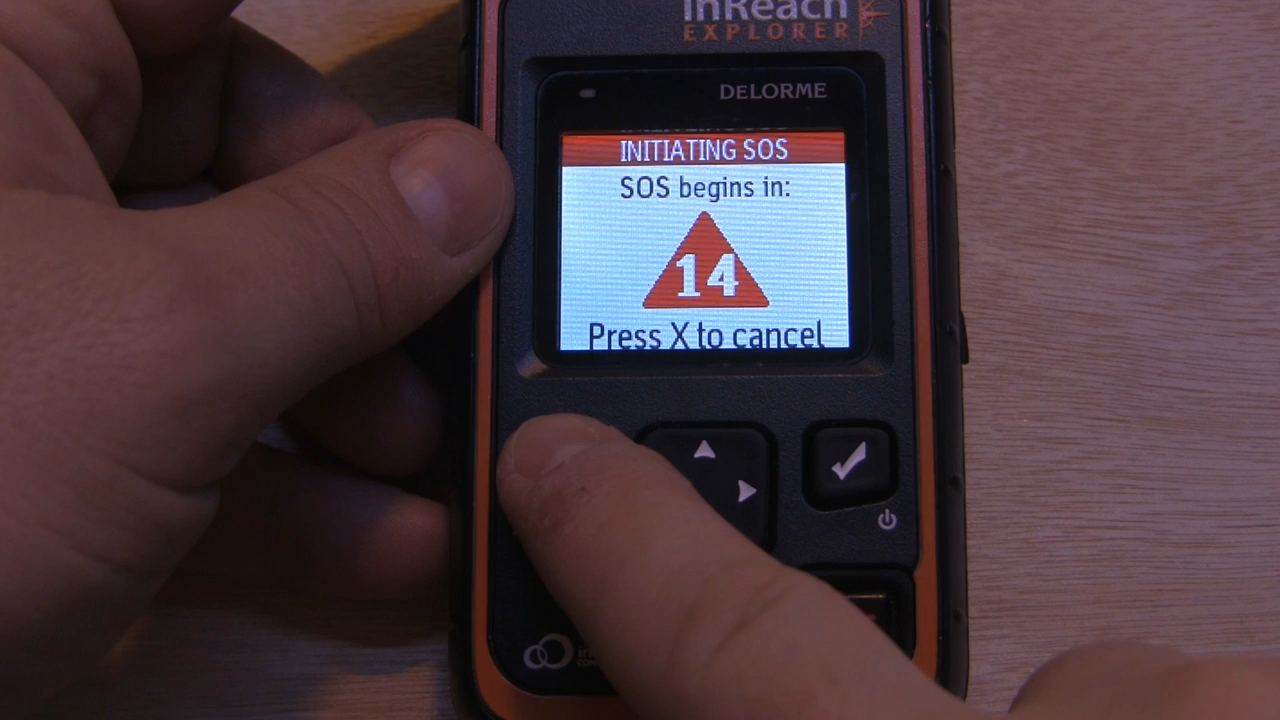 inReach
EXPLORER
DELORME
INITIATING SOS
SOS begins in:
14
Press X to cancel